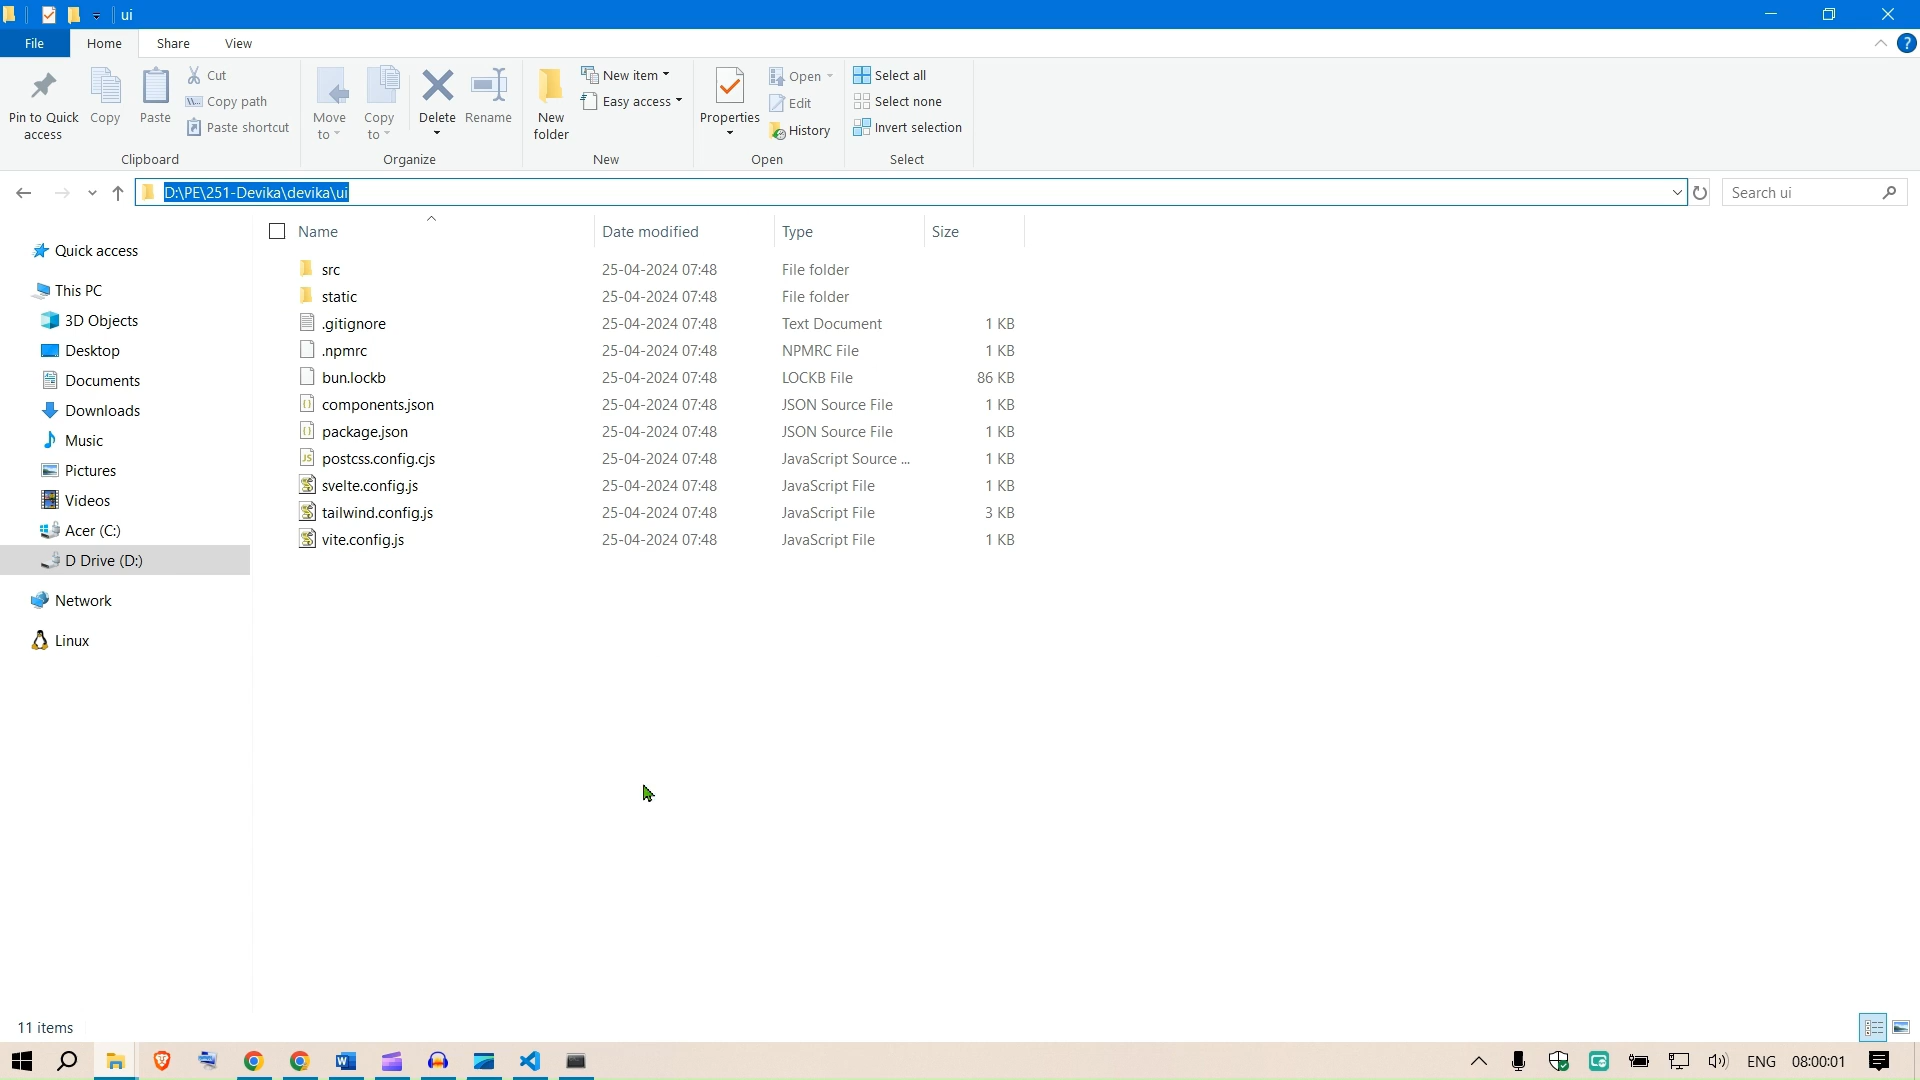 ui
File Home Share View
Pin to Quick access
Copy
Paste
Cut
Copy path
Paste shortcut
Clipboard
Move to
Copy to
Delete
Rename
Organize
New folder
New item
Easy access
New
Properties
Open
Edit
History
Open
Select all
Select none
Invert selection
Select
D:\PE\251-Devika\devika\ui
Search ui
Quick access
This PC
3D Objects
Desktop
Documents
Downloads
Music
Pictures
Videos
Acer (C:)
D Drive (D:)
Network
Linux
Name Date modified Type Size
src 25-04-2024 07:48 File folder
static 25-04-2024 07:48 File folder
.gitignore 25-04-2024 07:48 Text Document 1 KB
.npmrc 25-04-2024 07:48 NPMRC File 1 KB
bun.lockb 25-04-2024 07:48 LOCKB File 86 KB
components.json 25-04-2024 07:48 JSON Source File 1 KB
package.json 25-04-2024 07:48 JSON Source File 1 KB
postcss.config.cjs 25-04-2024 07:48 JavaScript Source ... 1 KB
svelte.config.js 25-04-2024 07:48 JavaScript File 1 KB
tailwind.config.js 25-04-2024 07:48 JavaScript File 3 KB
vite.config.js 25-04-2024 07:48 JavaScript File 1 KB
11 items
ENG 08:00:01